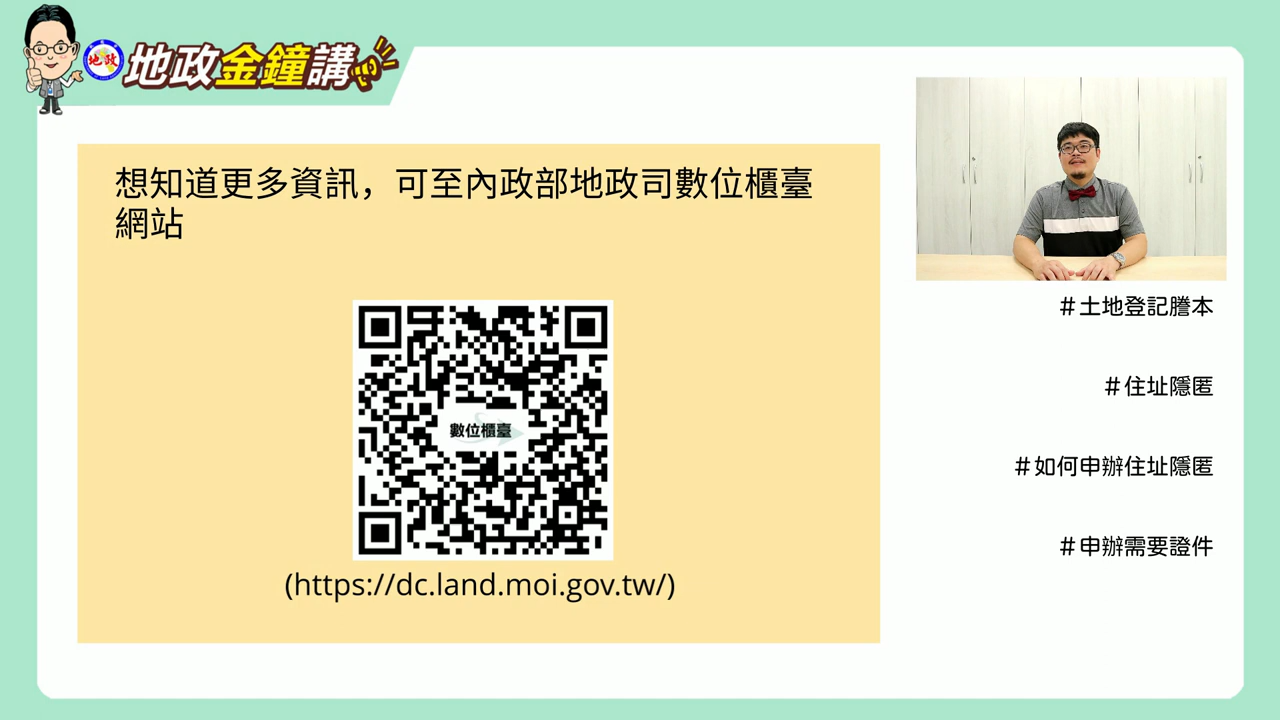 地政
地政金鐘講
想知道更多資訊，可至內政部地政司數位櫃臺
網站
數位櫃臺
(https://dc.land.moi.gov.tw/)
#土地登記謄本
#住址隱匿
#如何申辦住址隱匿
#申辦需要證件